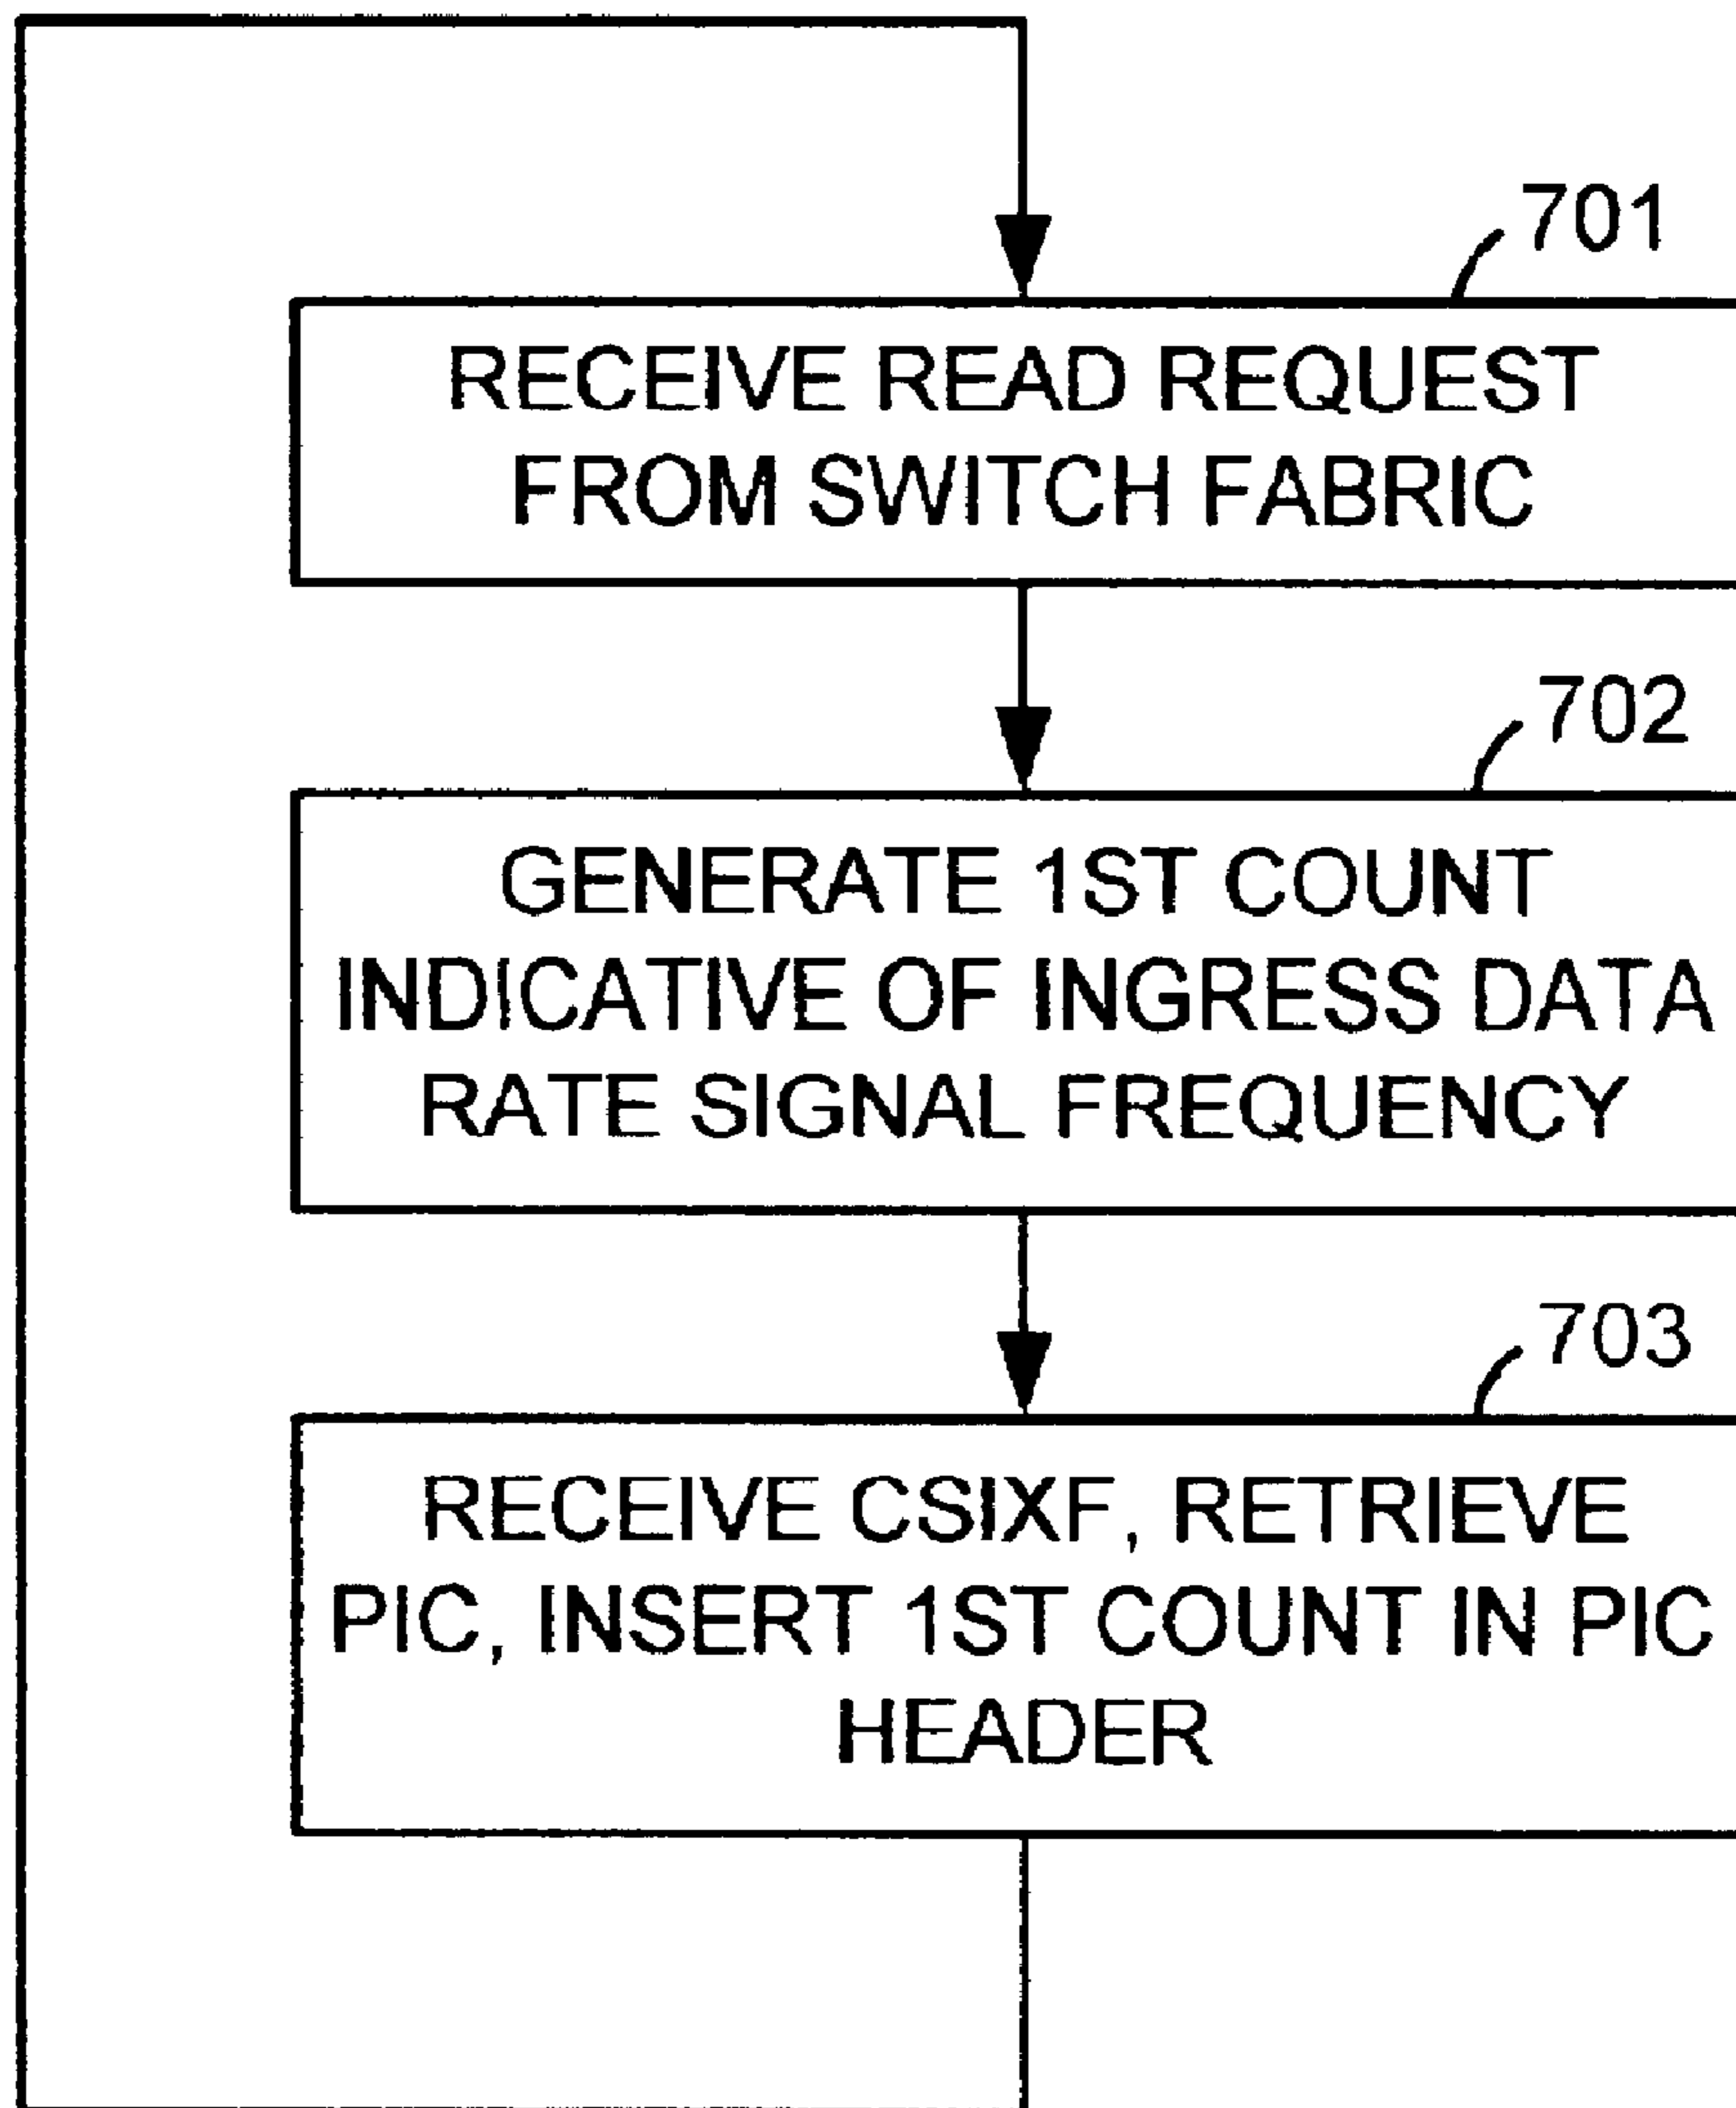 701
RECEIVE READ REQUEST
FROM SWITCH FABRIC
702
GENERATE 1ST COUNT
INDICATIVE OF INGRESS DATA
RATE SIGNAL FREQUENCY
703
RECEIVE CSIXF, RETRIEVE
PIC, INSERT 1ST COUNT IN PIC
HEADER